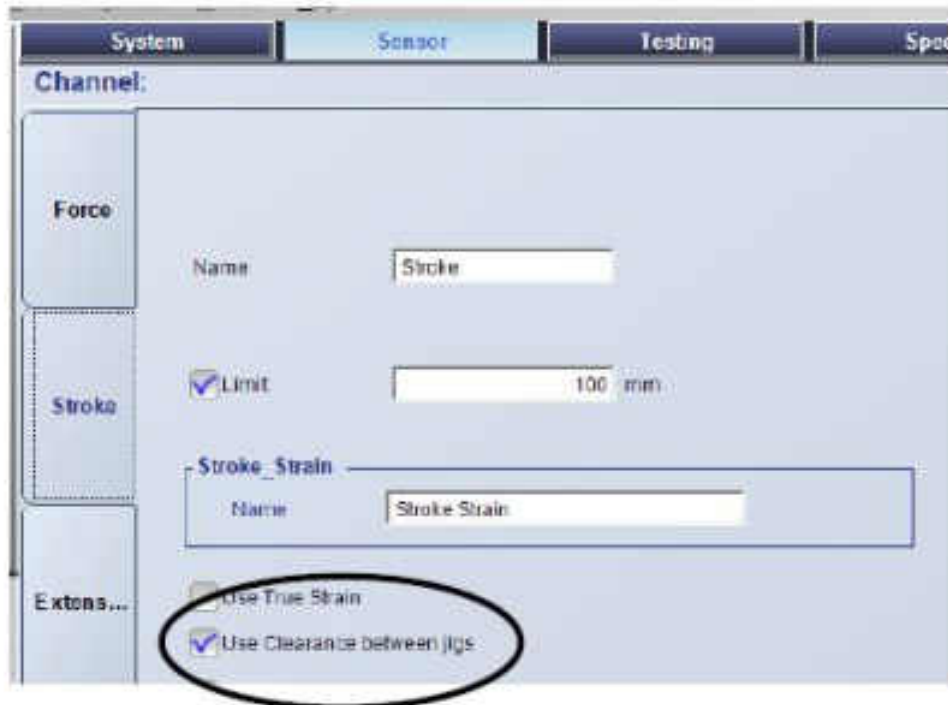 System Sensor Testing Spec
Channel:
Force
Name Stroke
Limit 100 mm
Stroke
Stroke_Strain
Name Stroke Strain
Extens...
Use True Strain
Use Clearance between jigs